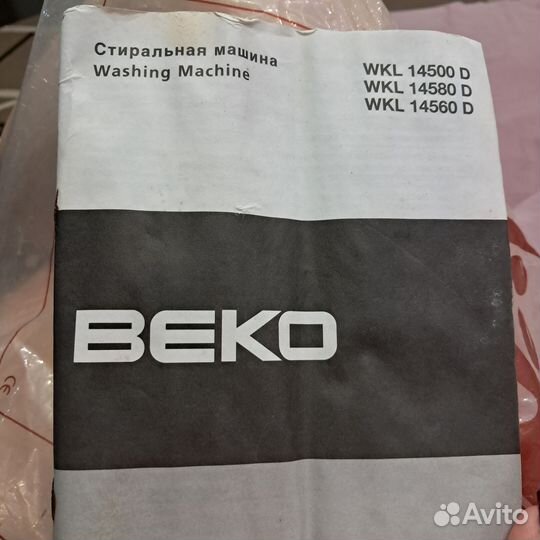 Стиральная машина
Washing Machine
WKL 14500 D
WKL 14580 D
WKL 14560 D
BEKO
Avito